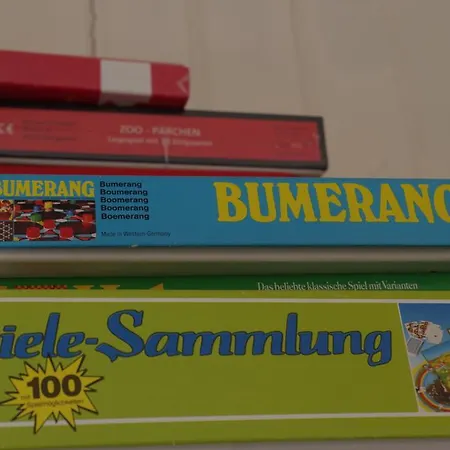 ZOO - PÄRCHEN
BUMERANG
Bumerang
Boumerang
Boomerang
Boomerang
Boemerang
Made in Western Germany
BUMERANG
Das beliebte klassische Spiel mit Varianten
iele-Sammlung
100
Spielmöglichkeiten